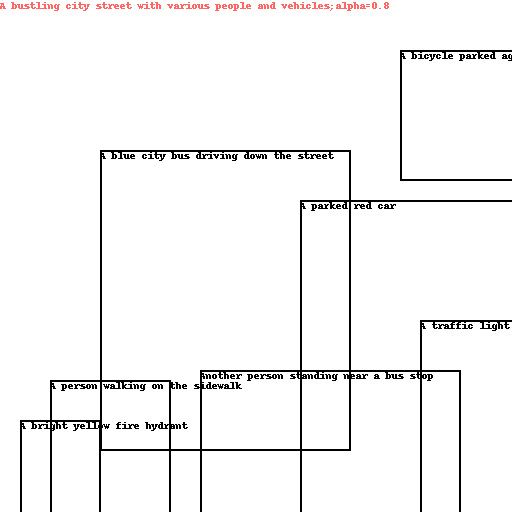 A bustling city street with various people and vehicles;alpha=0.8
A bicycle parked ag
A blue city bus driving down the street
A parked red car
A traffic light
Another person standing near a bus stop
A person walking on the sidewalk
A bright yellow fire hydrant